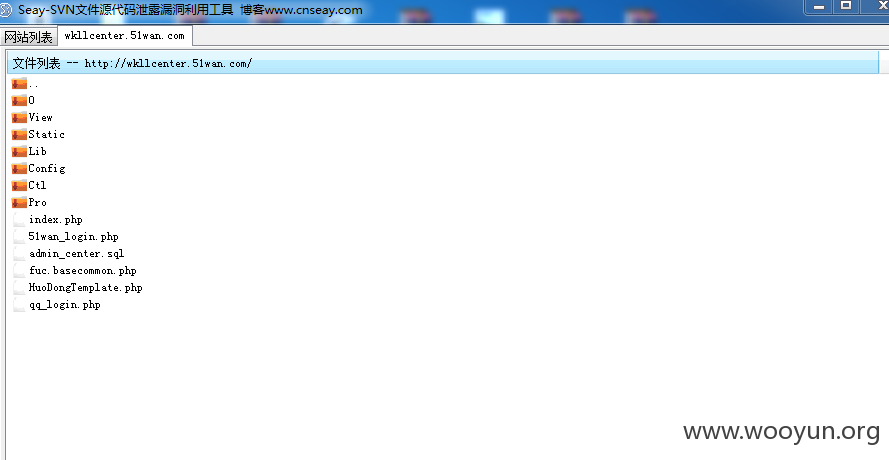 Seay-SVN文件源代码泄露漏洞利用工具 博客www.cnseay.com
网站列表 wkllcenter.51wan.com
文件列表 -- http://wkllcenter.51wan.com/
..
O
View
Static
Lib
Config
Ctl
Pro
index.php
51wan_login.php
admin_center.sql
fuc.basecommon.php
HuoDongTemplate.php
qq_login.php
www.wooyun.org